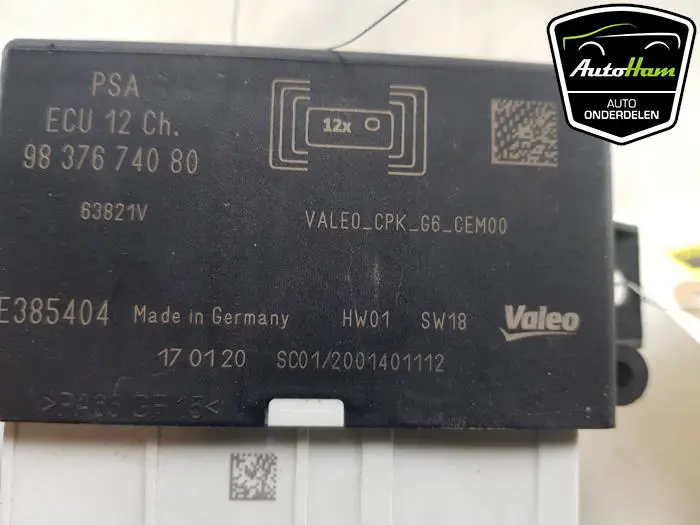 PSA
ECU 12 Ch.
98 376 740 80
63821V
12x
VALEO_CPK_G6_CEM00
E385404
Made in Germany
HW01
SW18
Valeo
17 01 20
SC01/2001401112
AutoHam
AUTO
ONDERDELEN